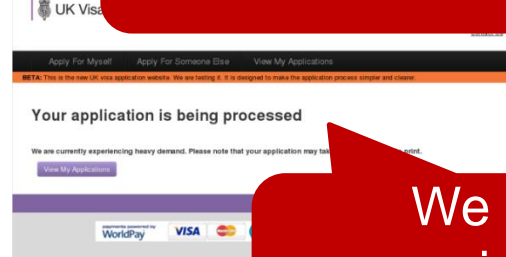 UK Visa
Apply For Myself Apply For Someone Else View My Applications
BETA: This is the new UK visa application website. We are testing it. It is designed to make the application process simpler and clearer.
Your application is being processed
We are currently experiencing heavy demand. Please note that your application may tak print.
View My Applications
We
payments powered by
WorldPay VISA